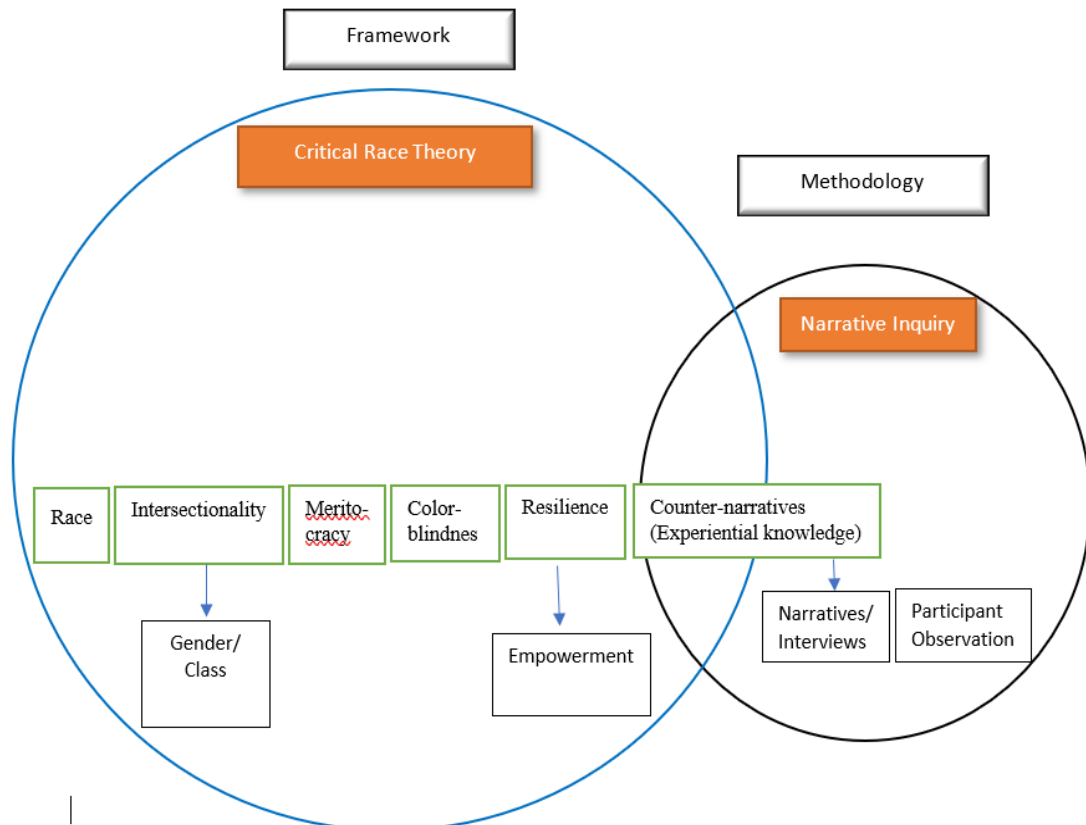 Framework
Critical Race Theory
Methodology
Narrative Inquiry
Race
Intersectionality
Merito-
cracy
Color-
blindnes
Resilience
Counter-narratives
(Experiential knowledge)
Gender/
Class
Empowerment
Narratives/
Interviews
Participant
Observation